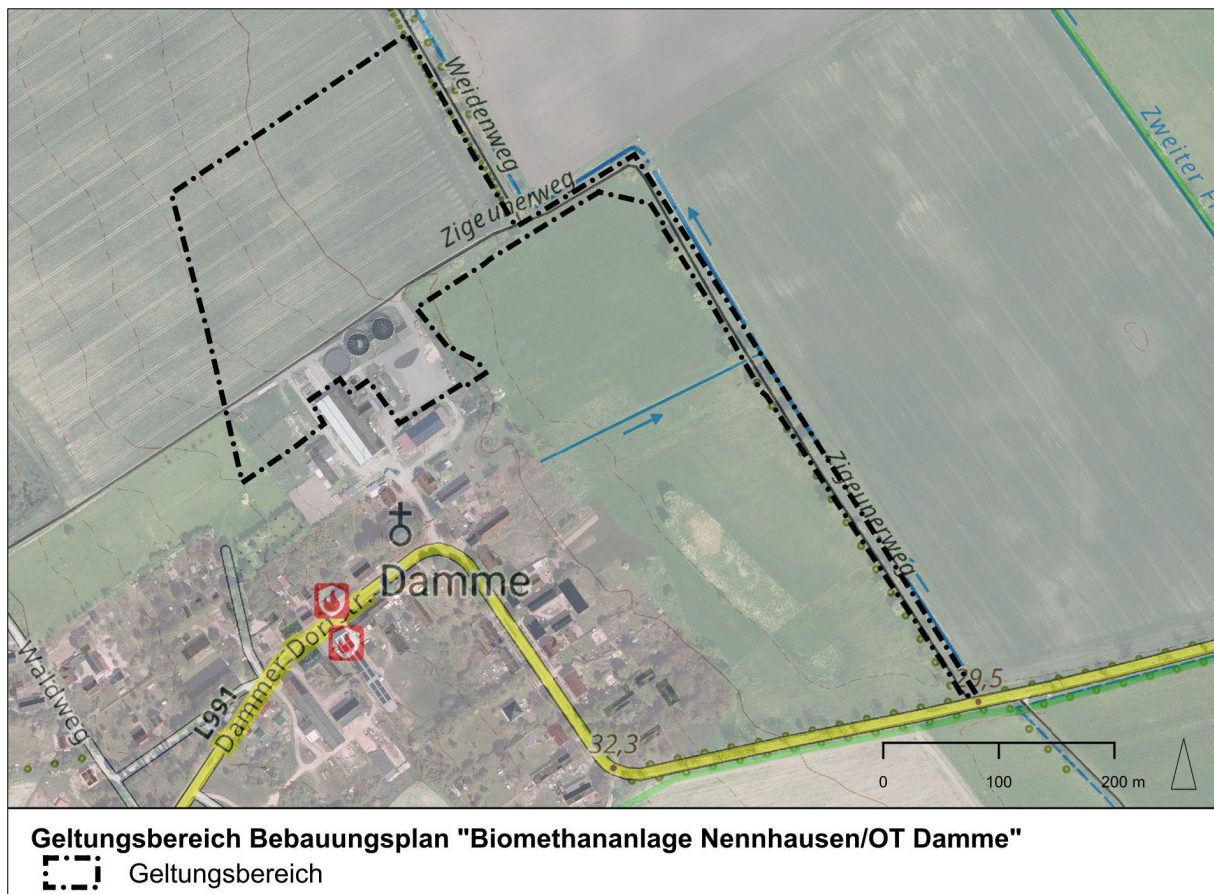 Weidenweg
Zigeunerweg
Zweiter
Zigeunerweg
Damme
Dammer Dorfstr.
L991
Waldweg
29,5
32,3
0 100 200 m
Geltungsbereich Bebauungsplan "Biomethananlage Nennhausen/OT Damme"
Geltungsbereich